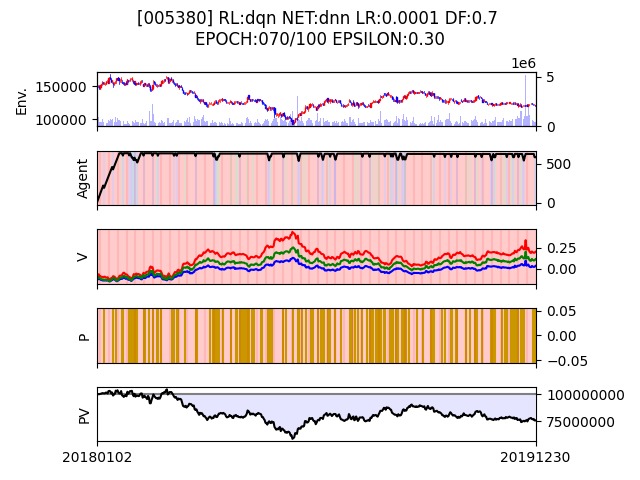 [005380] RL:dqn NET:dnn LR:0.0001 DF:0.7
EPOCH:070/100 EPSILON:0.30
1e6
Env.
150000
100000
5
0
Agent
500
0
V
0.25
0.00
P
0.05
0.00
−0.05
PV
100000000
75000000
20180102
20191230